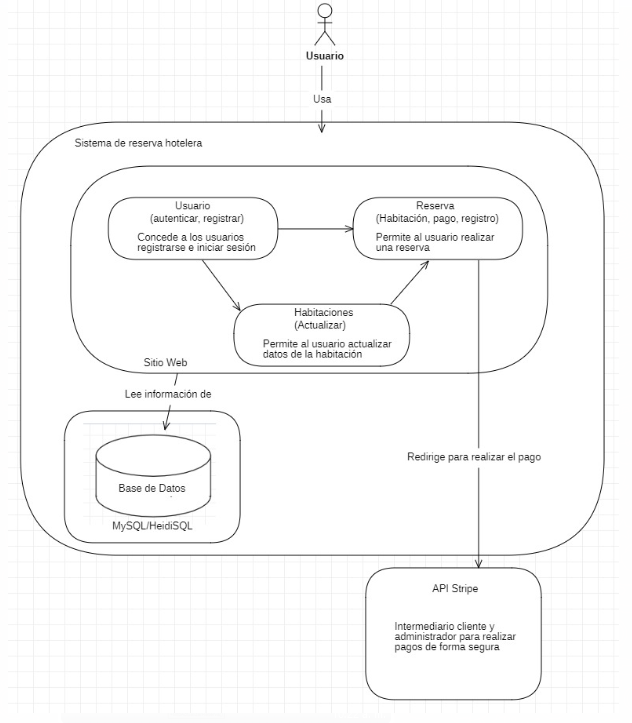 Usuario
Usa
Sistema de reserva hotelera
Usuario
(autenticar, registrar)
Concede a los usuarios
registrarse e iniciar sesión
Reserva
(Habitación, pago, registro)
Permite al usuario realizar
una reserva
Habitaciones
(Actualizar)
Permite al usuario actualizar
datos de la habitación
Sitio Web
Lee información de
Base de Datos
MySQL/HeidiSQL
Redirige para realizar el pago
API Stripe
Intermediario cliente y
administrador para realizar
pagos de forma segura